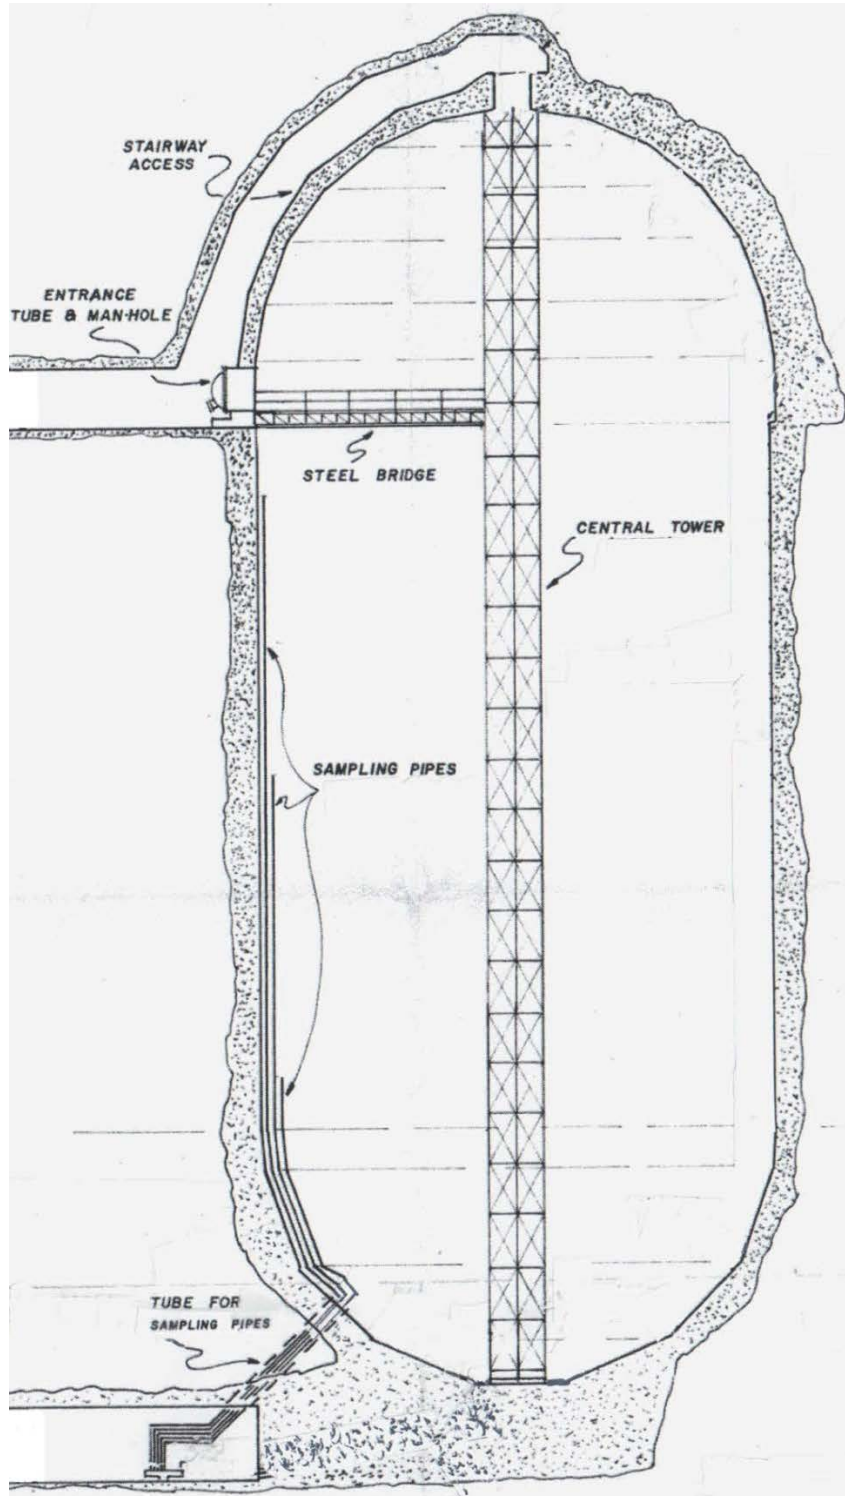 STAIRWAY
ACCESS
ENTRANCE
TUBE & MAN-HOLE
STEEL BRIDGE
CENTRAL TOWER
SAMPLING PIPES
TUBE FOR
SAMPLING PIPES